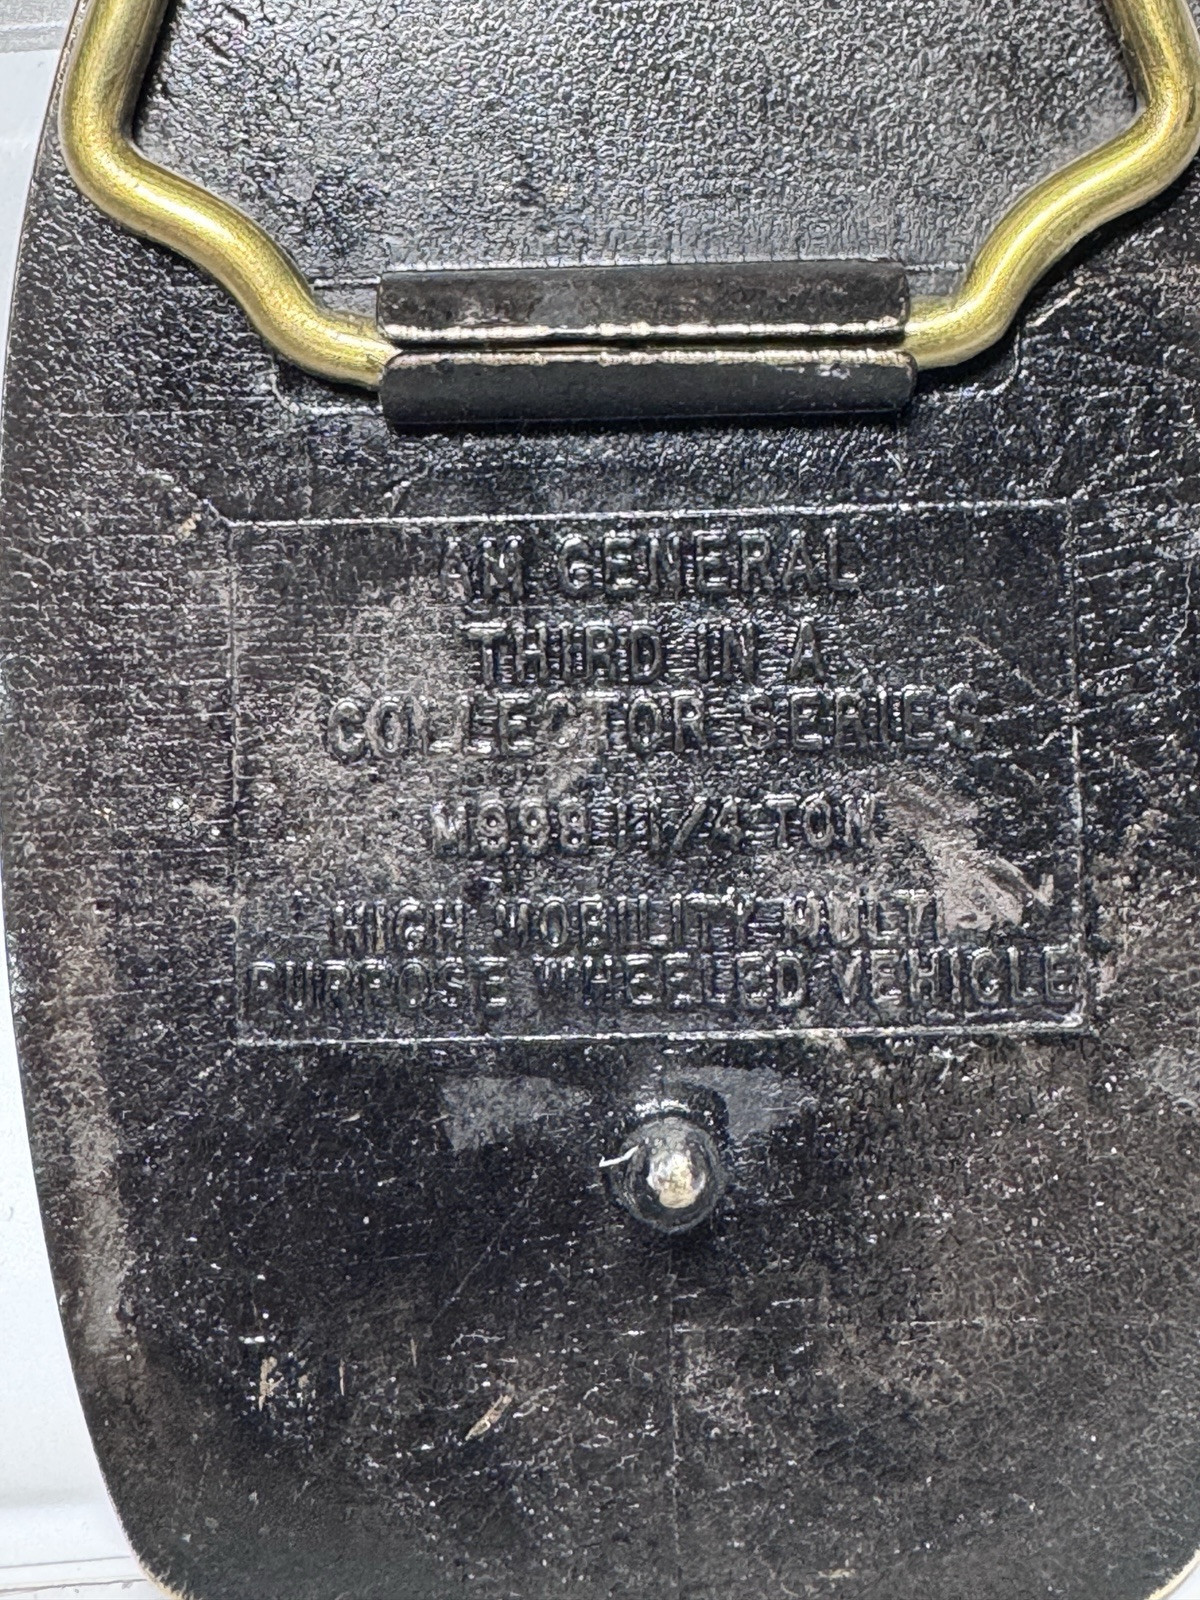 AM GENERAL
THIRD IN A
COLLECTOR SERIES
M998 1 1/4 TON
HIGH MOBILITY MULTI
PURPOSE WHEELED VEHICLE